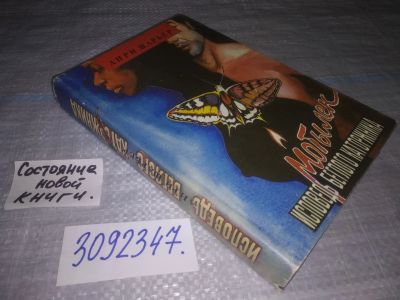 АНРИ ШАРЬЕР
Мотылек
ИСПОВЕДЬ БЕГЛОГО КАТОРЖНИКА
ИСПОВЕДЬ БЕГЛОГО КАТОРЖНИКА
Состояние
новой
книги.
3092347.